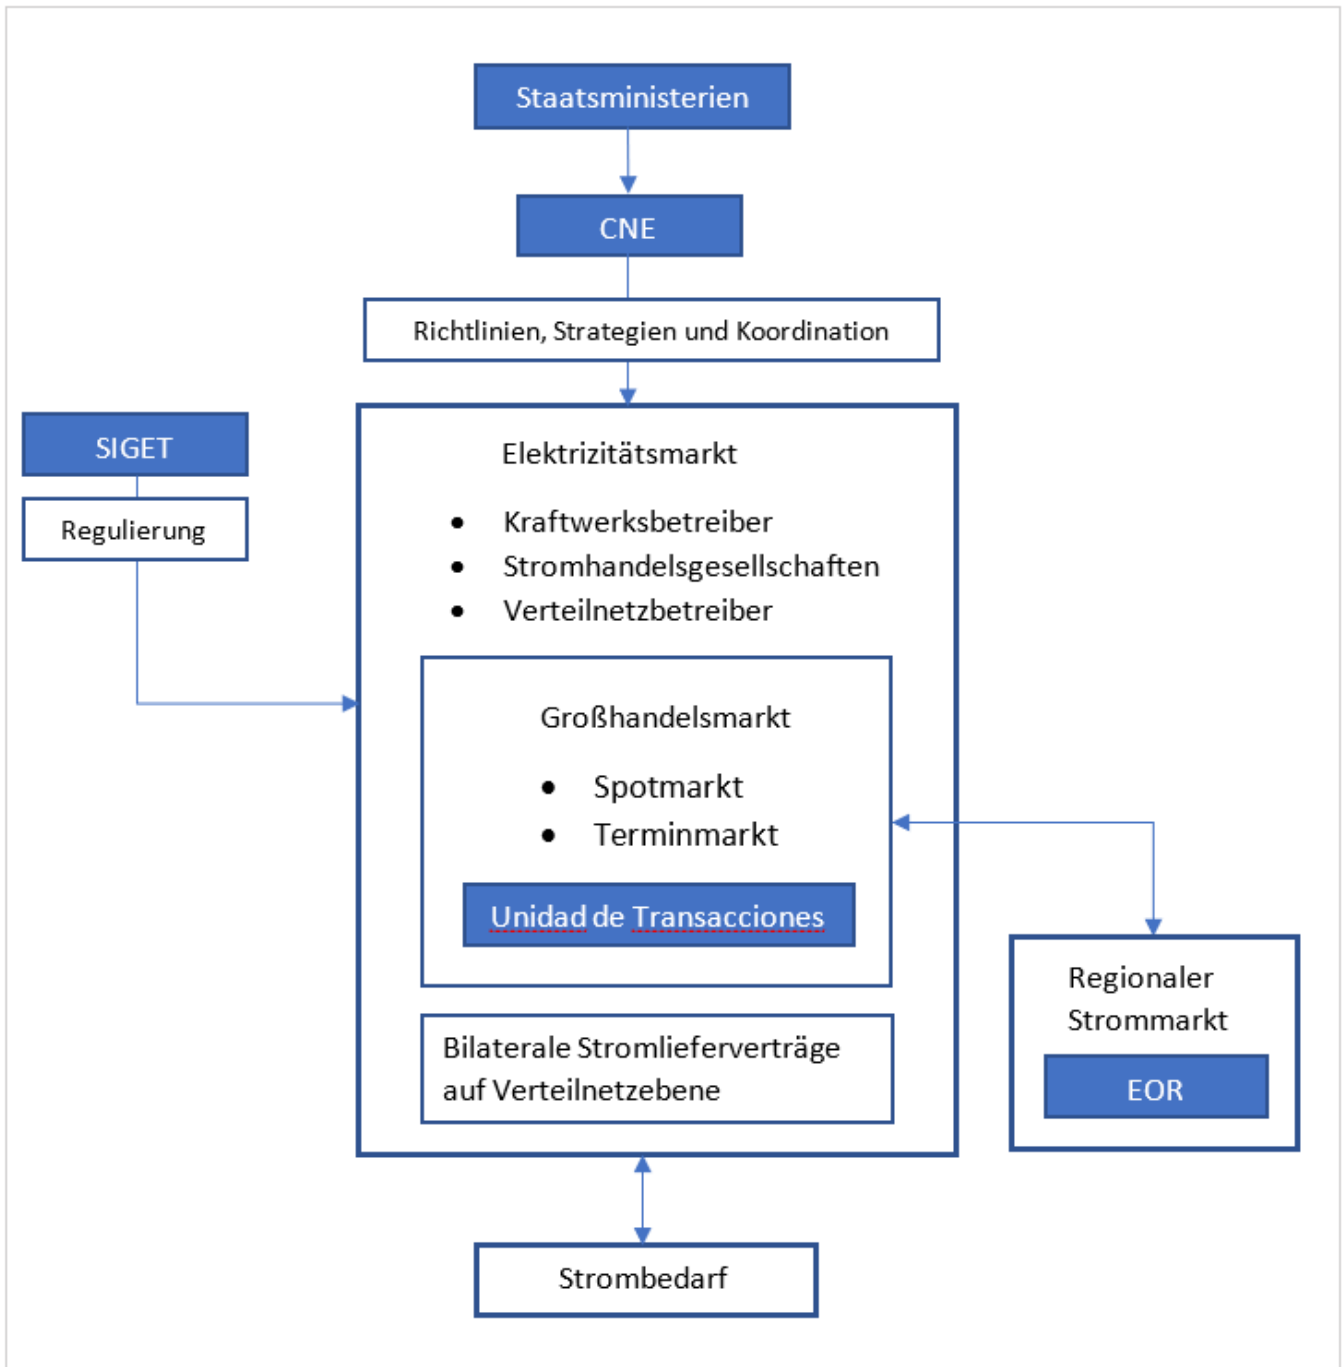 Staatsministerien
CNE
Richtlinien, Strategien und Koordination
SIGET
Regulierung
Elektrizitätsmarkt
• Kraftwerksbetreiber
• Stromhandelsgesellschaften
• Verteilnetzbetreiber
Großhandelsmarkt
• Spotmarkt
• Terminmarkt
Unidad de Transacciones
Bilaterale Stromlieferverträge
auf Verteilnetzebene
Regionaler
Strommarkt
EOR
Strombedarf